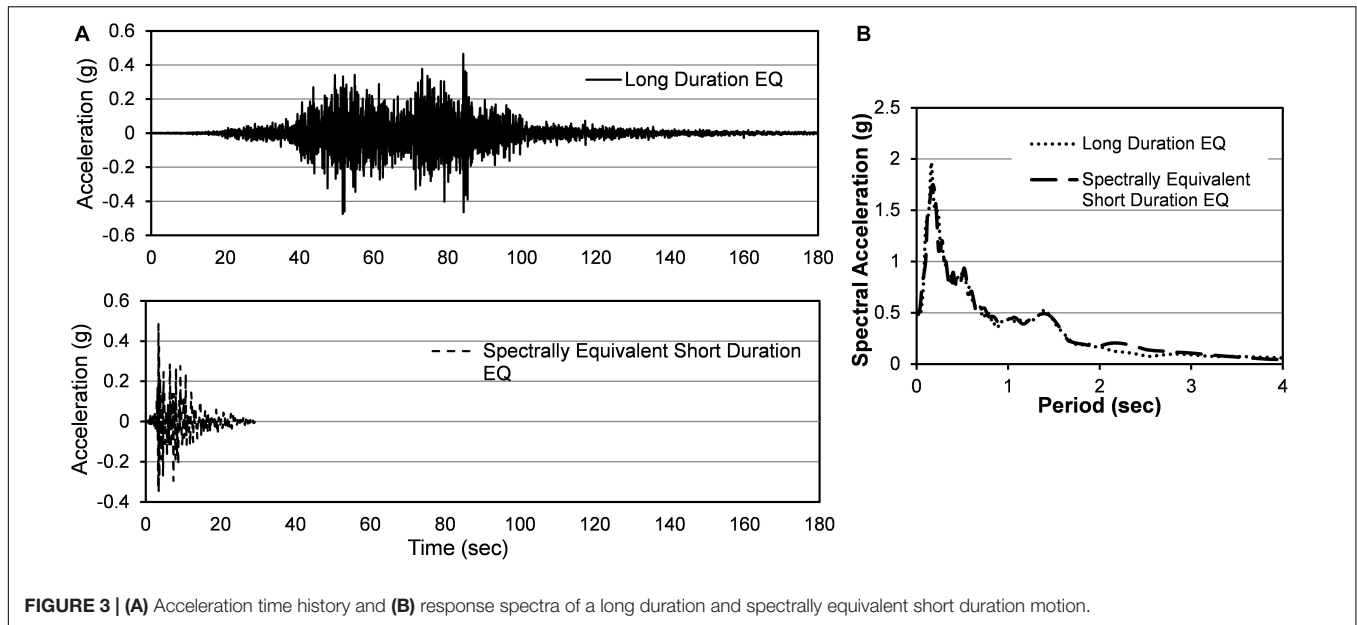 A
B
0.6
0.4
0.2
0
-0.2
-0.4
-0.6
Acceleration (g)
Long Duration EQ
0 20 40 60 80 100 120 140 160 180
0.6
0.4
0.2
0
-0.2
-0.4
Acceleration (g)
Spectrally Equivalent Short Duration
EQ
0 20 40 60 80 100 120 140 160 180
Time (sec)
2.5
2
1.5
1
0.5
0
Spectral Acceleration (g)
Long Duration EQ
Spectrally Equivalent
Short Duration EQ
0 1 2 3 4
Period (sec)
FIGURE 3 | (A) Acceleration time history and (B) response spectra of a long duration and spectrally equivalent short duration motion.